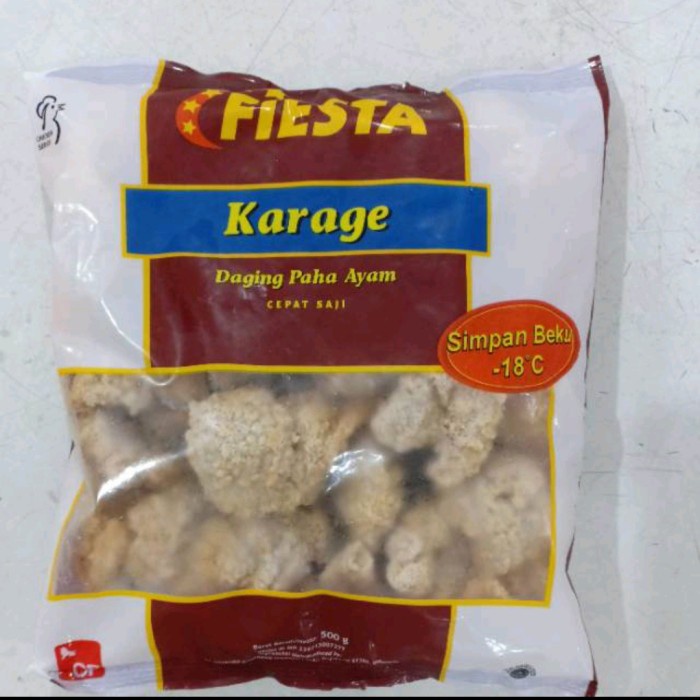 FiESTA
Karage
Daging Paha Ayam
CEPAT SAJI
Simpan Beku
-18°C
500 g